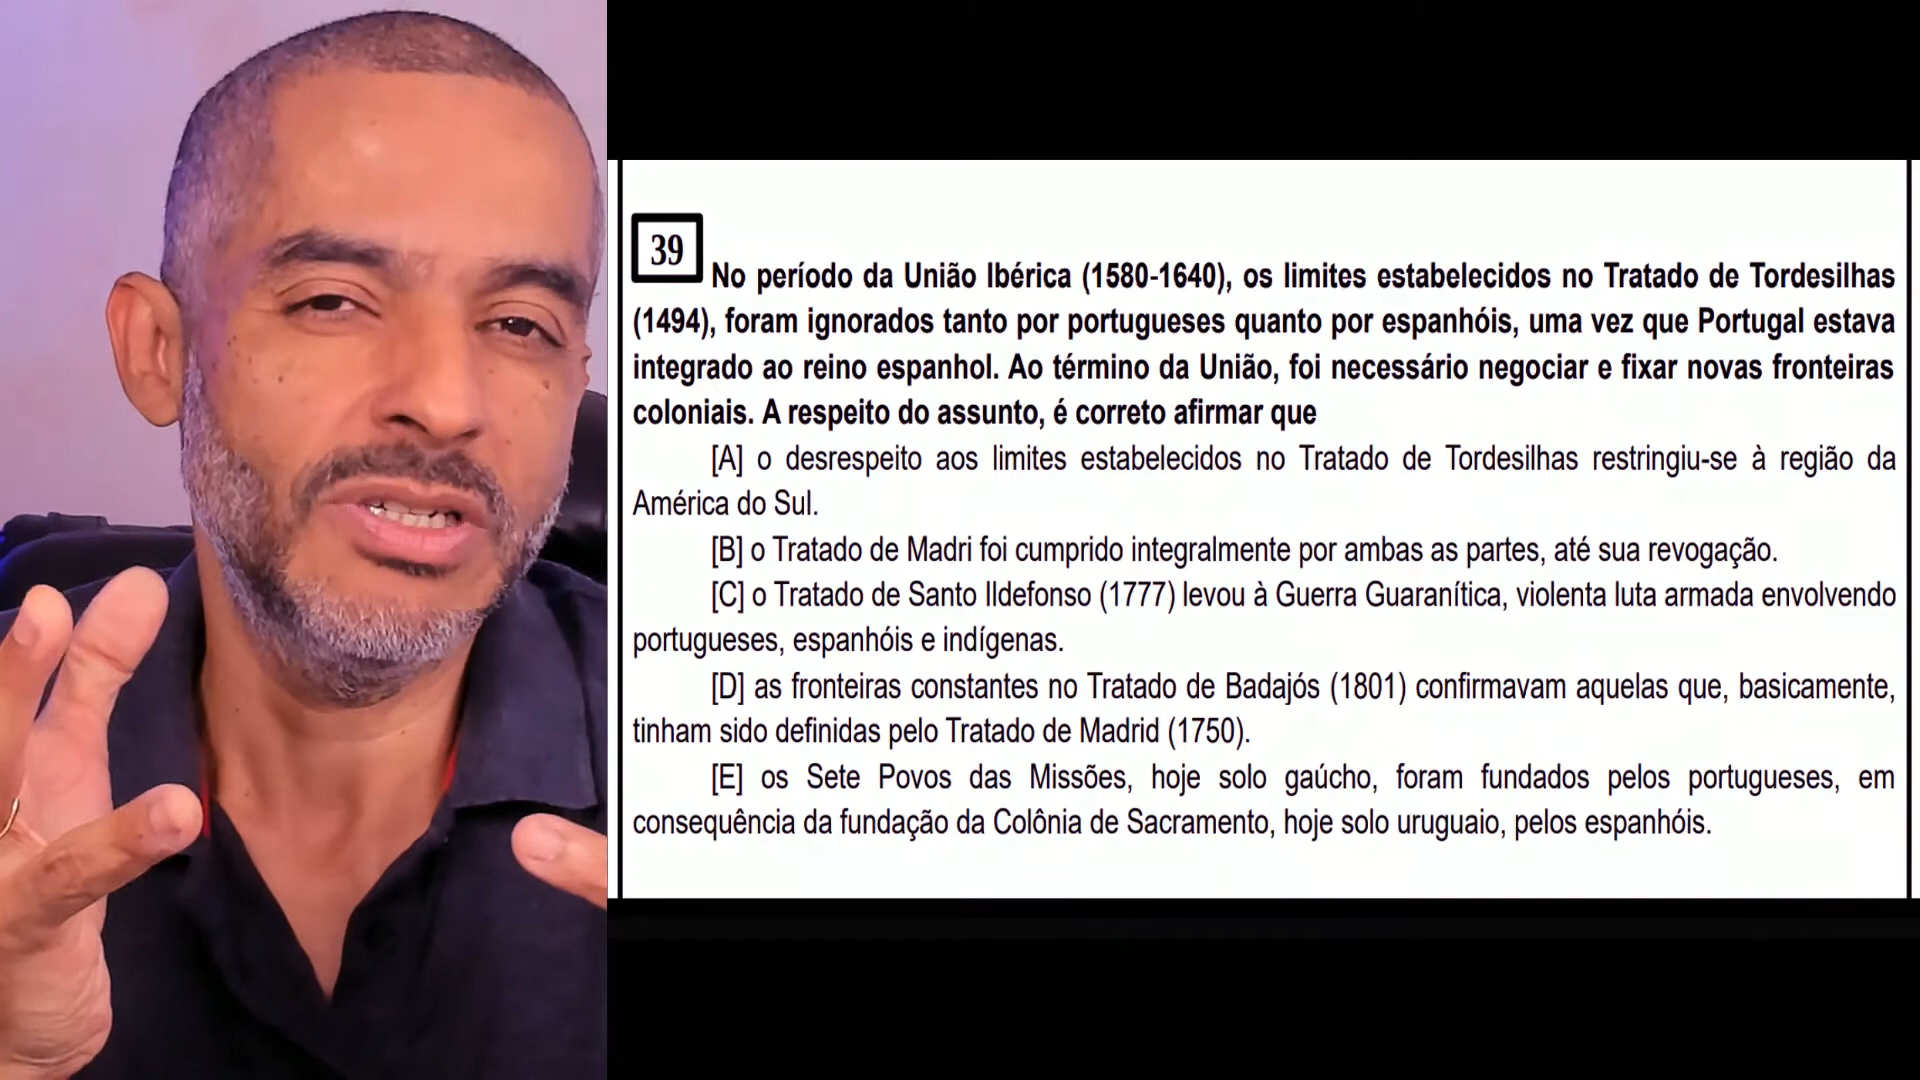 39
No período da União Ibérica (1580-1640), os limites estabelecidos no Tratado de Tordesilhas
(1494), foram ignorados tanto por portugueses quanto por espanhóis, uma vez que Portugal estava
integrado ao reino espanhol. Ao término da União, foi necessário negociar e fixar novas fronteiras
coloniais. A respeito do assunto, é correto afirmar que
[A] o desrespeito aos limites estabelecidos no Tratado de Tordesilhas restringiu-se à região da
América do Sul.
[B] o Tratado de Madri foi cumprido integralmente por ambas as partes, até sua revogação.
[C] o Tratado de Santo Ildefonso (1777) levou à Guerra Guaranítica, violenta luta armada envolvendo
portugueses, espanhóis e indígenas.
[D] as fronteiras constantes no Tratado de Badajós (1801) confirmavam aquelas que, basicamente,
tinham sido definidas pelo Tratado de Madrid (1750).
[E] os Sete Povos das Missões, hoje solo gaúcho, foram fundados pelos portugueses, em
consequência da fundação da Colônia de Sacramento, hoje solo uruguaio, pelos espanhóis.